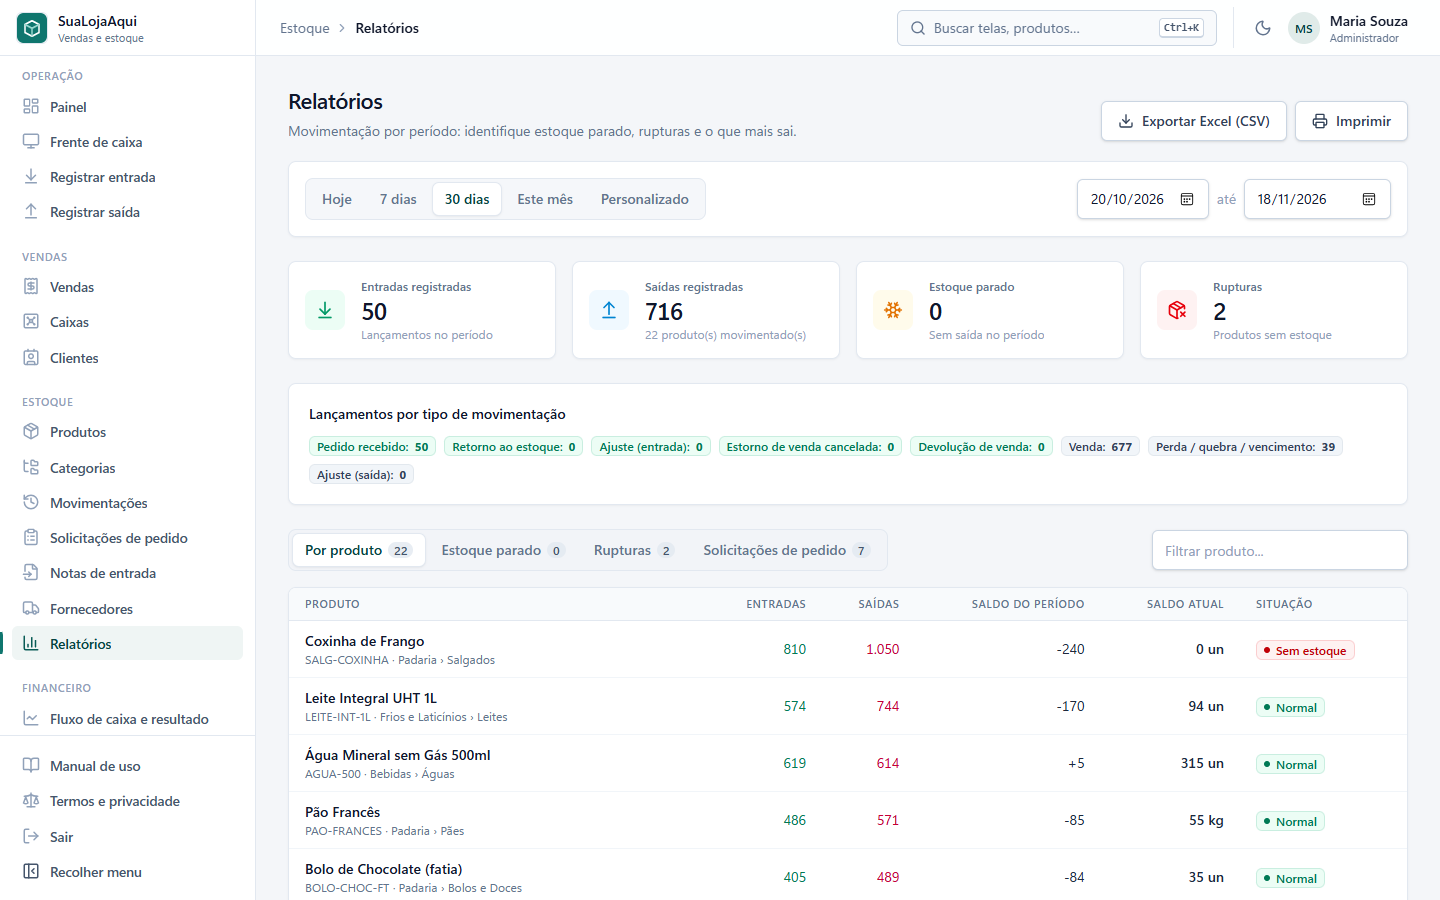 SuaLojaAqui
Vendas e estoque
OPERAÇÃO
Painel
Frente de caixa
Registrar entrada
Registrar saída
VENDAS
Vendas
Caixas
Clientes
ESTOQUE
Produtos
Categorias
Movimentações
Solicitações de pedido
Notas de entrada
Fornecedores
Relatórios
FINANCEIRO
Fluxo de caixa e resultado
Manual de uso
Termos e privacidade
Sair
Recolher menu
Estoque > Relatórios
Buscar telas, produtos... Ctrl+K
MS
Maria Souza
Administrador
Relatórios
Movimentação por período: identifique estoque parado, rupturas e o que mais sai.
Exportar Excel (CSV) Imprimir
Hoje 7 dias 30 dias Este mês Personalizado
20/10/2026 até 18/11/2026
Entradas registradas
50
Lançamentos no período
Saídas registradas
716
22 produto(s) movimentado(s)
Estoque parado
0
Sem saída no período
Rupturas
2
Produtos sem estoque
Lançamentos por tipo de movimentação
Pedido recebido: 50 Retorno ao estoque: 0 Ajuste (entrada): 0 Estorno de venda cancelada: 0 Devolução de venda: 0 Venda: 677 Perda / quebra / vencimento: 39
Ajuste (saída): 0
Por produto 22 Estoque parado 0 Rupturas 2 Solicitações de pedido 7
Filtrar produto...
PRODUTO ENTRADAS SAÍDAS SALDO DO PERÍODO SALDO ATUAL SITUAÇÃO
Coxinha de Frango 810 1.050 -240 0 un Sem estoque
SALG-COXINHA · Padaria › Salgados
Leite Integral UHT 1L 574 744 -170 94 un Normal
LEITE-INT-1L · Frios e Laticínios › Leites
Água Mineral sem Gás 500ml 619 614 +5 315 un Normal
AGUA-500 · Bebidas › Águas
Pão Francês 486 571 -85 55 kg Normal
PAO-FRANCES · Padaria › Pães
Bolo de Chocolate (fatia) 405 489 -84 35 un Normal
BOLO-CHOC-FT · Padaria › Bolos e Doces